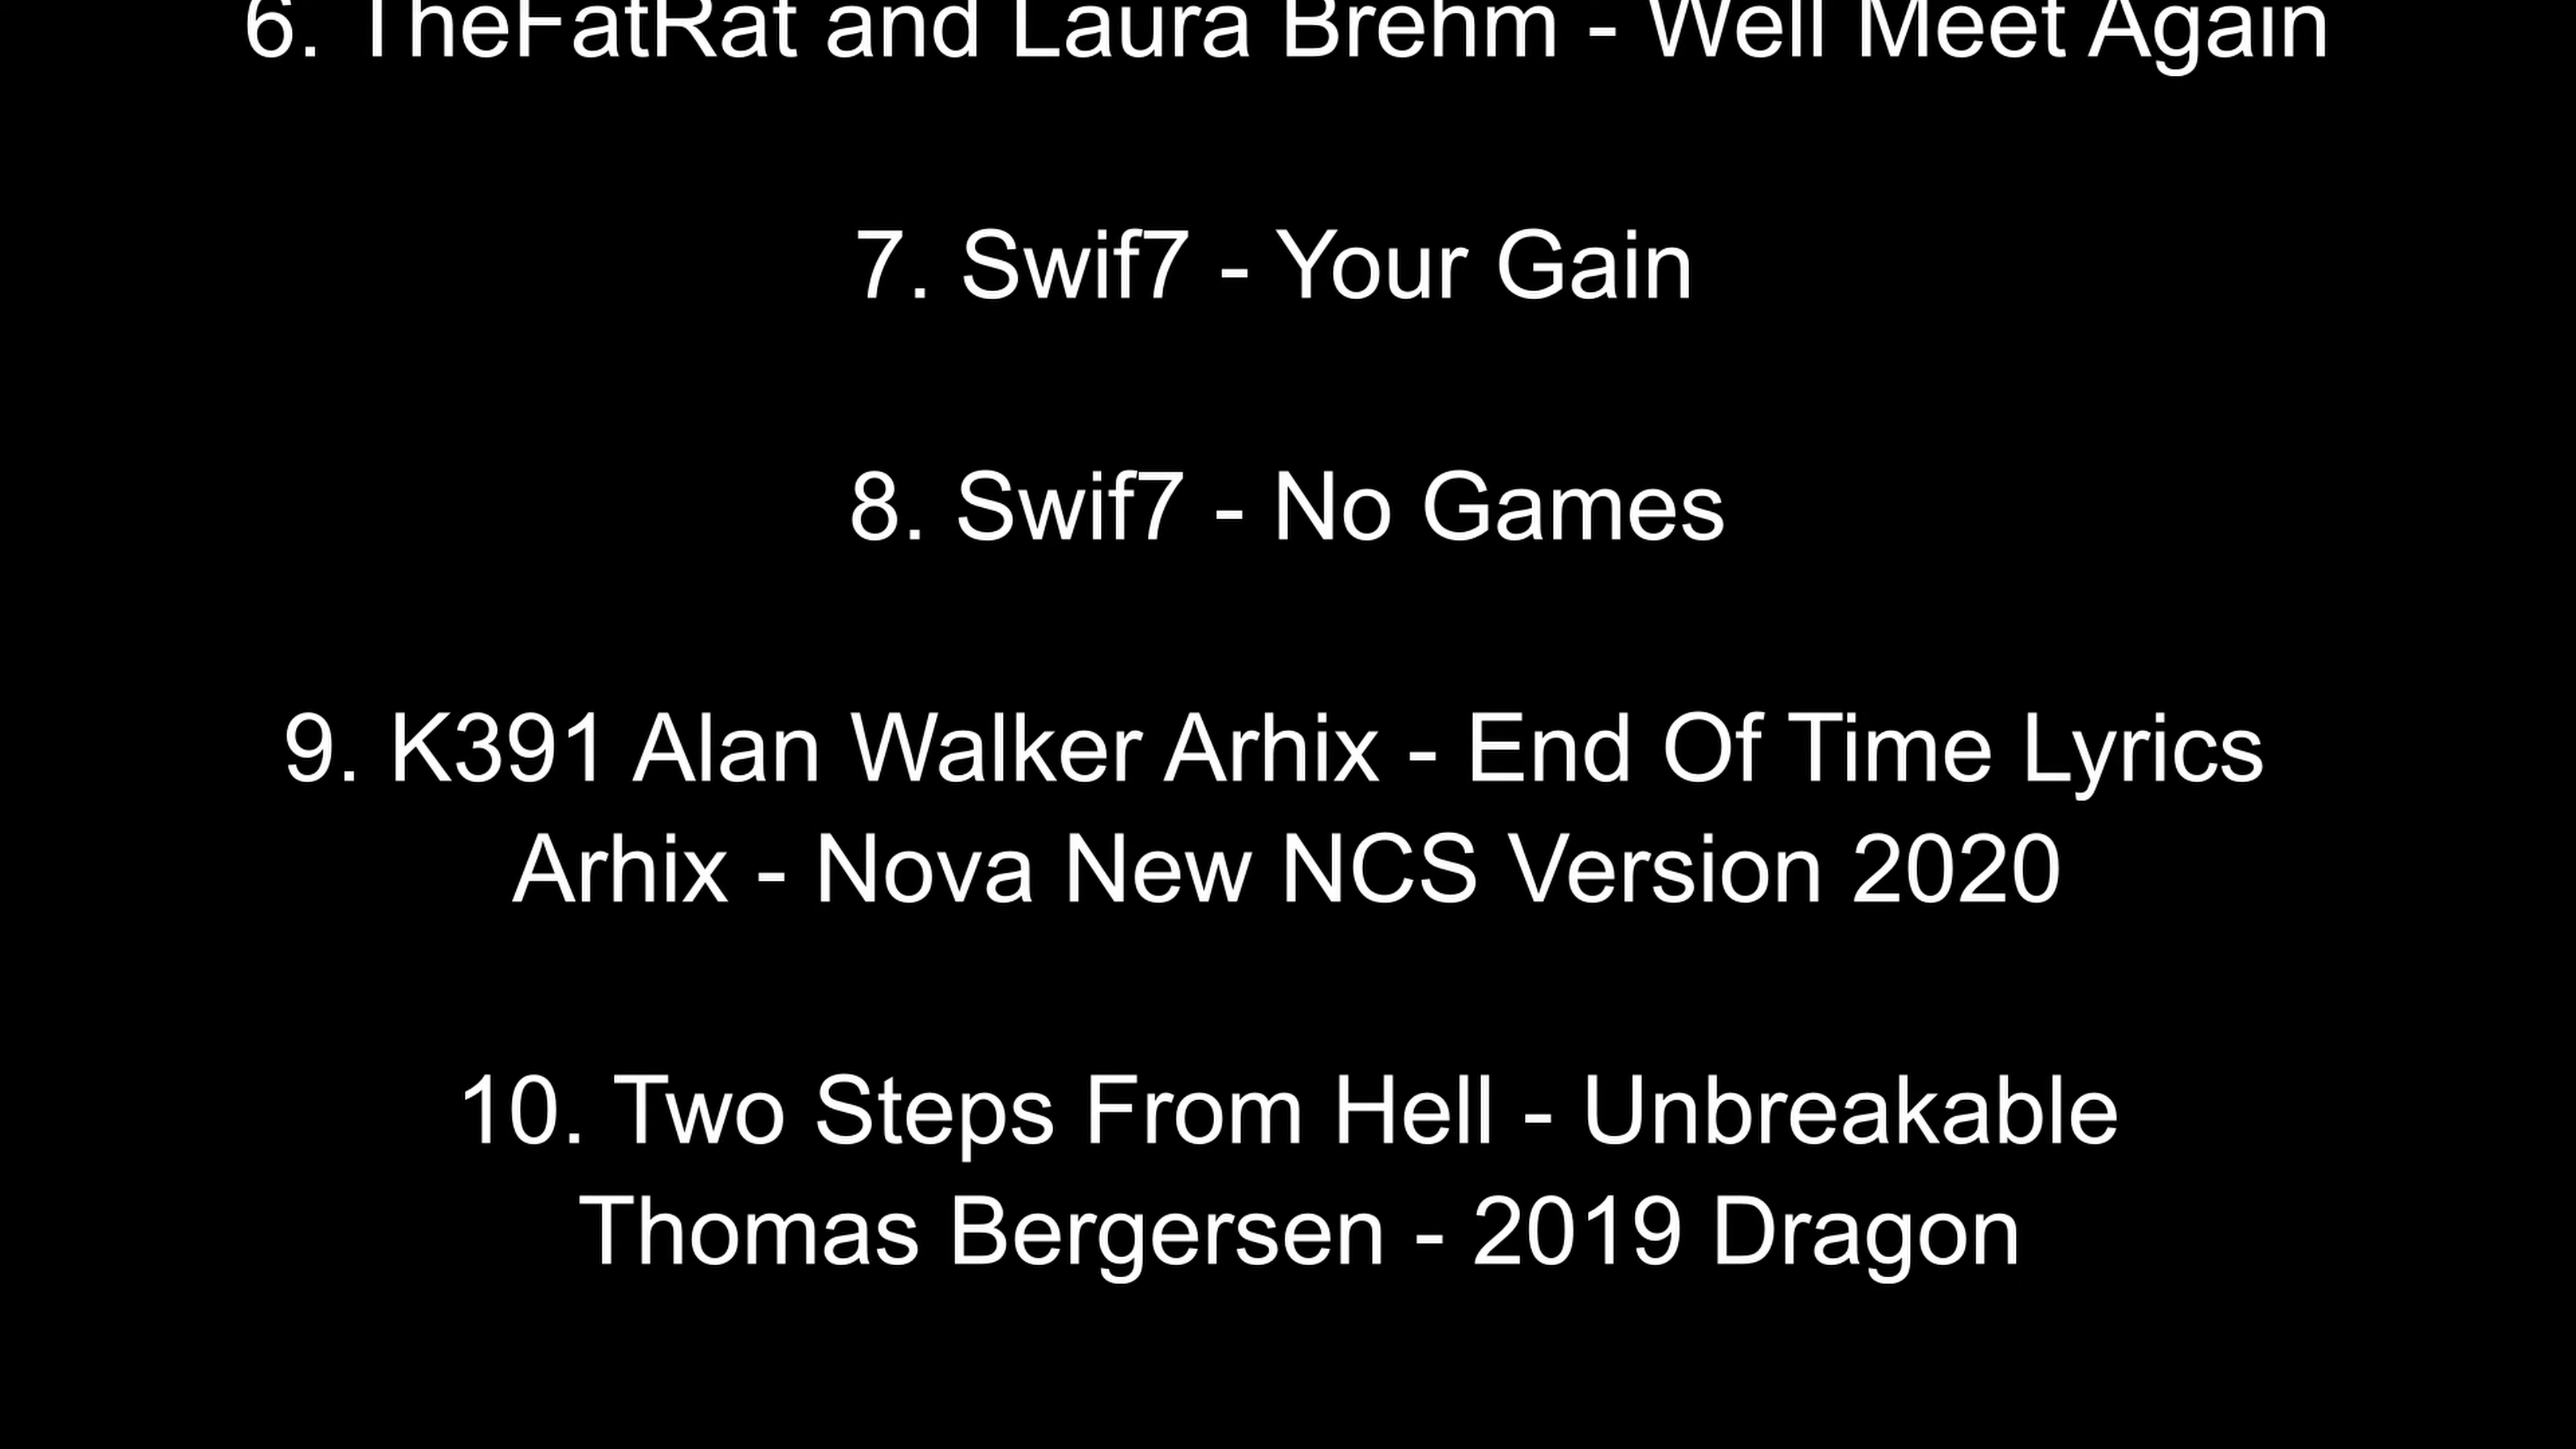 6. TheFatRat and Laura Brehm - Well Meet Again
7. Swif7 - Your Gain
8. Swif7 - No Games
9. K391 Alan Walker Arhix - End Of Time Lyrics
Arhix - Nova New NCS Version 2020
10. Two Steps From Hell - Unbreakable
Thomas Bergersen - 2019 Dragon